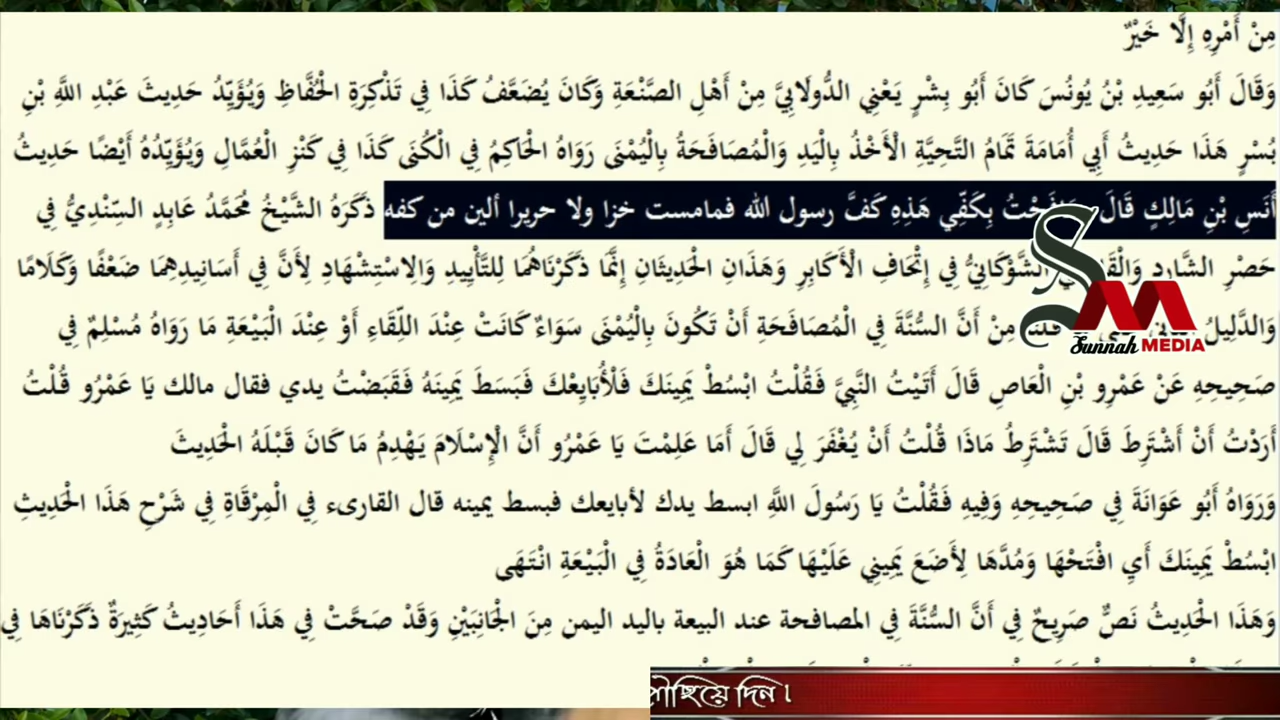 مِنْ أَمْرِهِ إِلَّا خَيْرٌ
وَقَالَ أَبُو سَعِيدِ بْنُ يُونُسَ كَانَ أَبُو بِشْرٍ يَعْنِي الدُّولَابِيَّ مِنْ أَهْلِ الصَّنْعَةِ وَكَانَ يُضَعَّفُ كَذَا فِي تَذْكِرَةِ الْحُفَّاظِ وَيُؤَيِّدُ حَدِيثَ عَبْدِ اللَّهِ بْنِ
بُسْرٍ هَذَا حَدِيثُ أَبِي أُمَامَةَ تَمَامُ التَّحِيَّةِ الْأَخْذُ بِالْيَدِ وَالْمُصَافَحَةُ بِالْيُمْنَى رَوَاهُ الْحَاكِمُ فِي الْكُنَى كَذَا فِي كَنْزِ الْعُمَّالِ وَيُؤَيِّدُهُ أَيْضًا حَدِيثُ
أَنَسِ بْنِ مَالِكٍ قَالَ بِكَفِّي هَذِهِ كَفَّ رسول الله فمامست خزا ولا حريرا ألين من كفه ذَكَرَهُ الشَّيْخُ مُحَمَّدُ عَابِدٍ السِّنْدِيُّ فِي
حَصْرِ الشَّارِدِ الشَّوْكَانِيُّ فِي إِتْحَافِ الْأَكَابِرِ وَهَذَانِ الْحَدِيثَانِ إِنَّمَا ذَكَرْنَاهُمَا لِلتَّأْيِيدِ وَالِاسْتِشْهَادِ لِأَنَّ فِي أَسَانِيدِهِمَا ضَعْفًا وَكَلَامًا
وَالدَّلِيلُ مِنْ أَنَّ السُّنَّةَ فِي الْمُصَافَحَةِ أَنْ تَكُونَ بِالْيُمْنَى سَوَاءٌ كَانَتْ عِنْدَ اللِّقَاءِ أَوْ عِنْدَ الْبَيْعَةِ مَا رَوَاهُ مُسْلِمٌ فِي
صَحِيحِهِ عَنْ عَمْرِو بْنِ الْعَاصِ قَالَ أَتَيْتُ النَّبِيَّ فَقُلْتُ ابْسُطْ يَمِينَكَ فَلْأُبَايِعْكَ فَبَسَطَ يَمِينَهُ فَقَبَضْتُ يدي فقال مالك يَا عَمْرُو قُلْتُ
أَرَدْتُ أَنْ أَشْتَرِطَ قَالَ تَشْتَرِطُ مَاذَا قُلْتُ أَنْ يُغْفَرَ لِي قَالَ أَمَا عَلِمْتَ يَا عَمْرُو أَنَّ الْإِسْلَامَ يَهْدِمُ مَا كَانَ قَبْلَهُ الْحَدِيثَ
وَرَوَاهُ أَبُو عَوَانَةَ فِي صَحِيحِهِ وَفِيهِ فَقُلْتُ يَا رَسُولَ اللَّهِ ابسط يدك لأبايعك فبسط يمينه قال القارىء فِي الْمِرْقَاةِ فِي شَرْحِ هَذَا الْحَدِيثِ
ابْسُطْ يَمِينَكَ أَيِ افْتَحْهَا وَمُدَّهَا لِأَضَعَ يَمِينِي عَلَيْهَا كَمَا هُوَ الْعَادَةُ فِي الْبَيْعَةِ انْتَهَى
وَهَذَا الْحَدِيثُ نَصٌّ صَرِيحٌ فِي أَنَّ السُّنَّةَ فِي المصافحة عند البيعة باليد اليمن مِنَ الْجَانِبَيْنِ وَقَدْ صَحَّتْ فِي هَذَا أَحَادِيثُ كَثِيرَةٌ ذَكَرْنَاهَا فِي
SM
Sunnah MEDIA
পৌঁছিয়ে দিন।